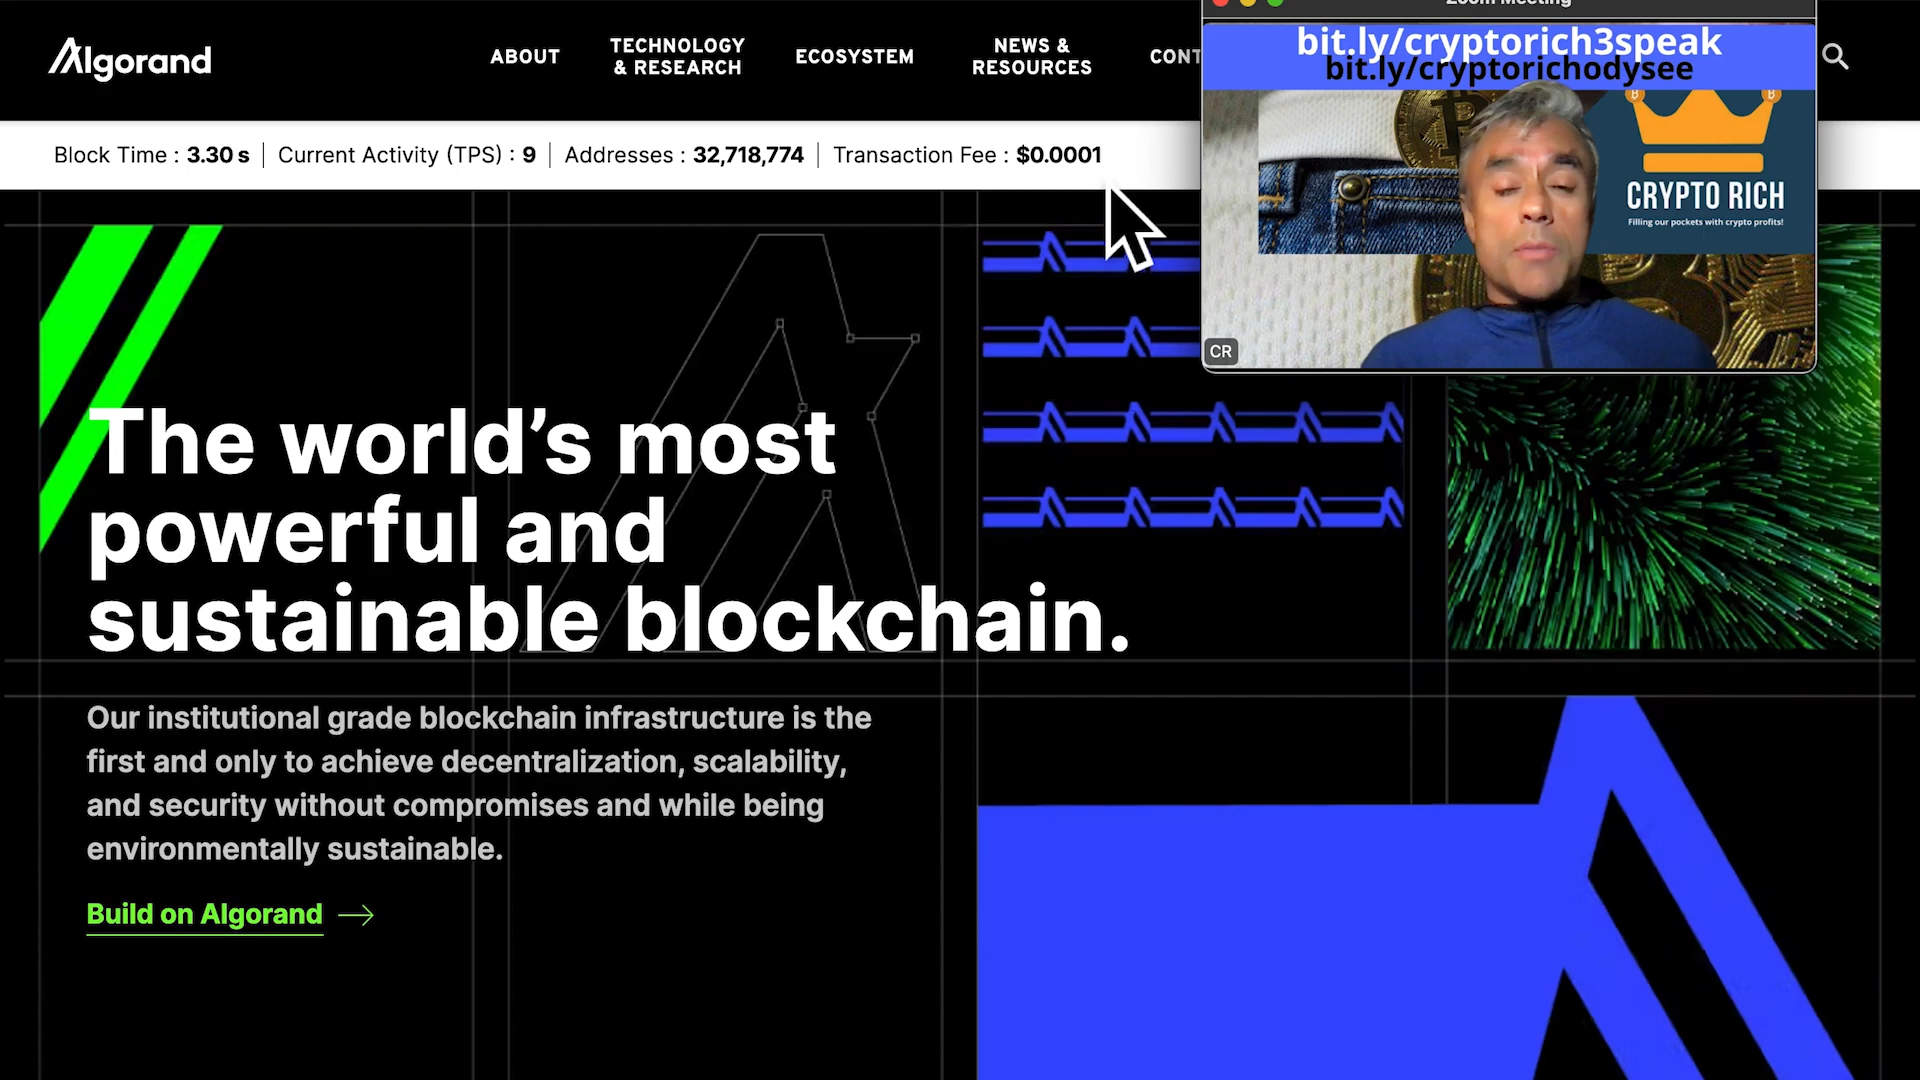 Algorand
ABOUT
TECHNOLOGY
& RESEARCH
ECOSYSTEM
NEWS &
RESOURCES
CONT
Zoom Meeting
bit.ly/cryptorich3speak
bit.ly/cryptorichodysee
CRYPTO RICH
Filling our pockets with crypto profits!
CR
Block Time : 3.30 s | Current Activity (TPS) : 9 | Addresses : 32,718,774 | Transaction Fee : $0.0001
The world’s most
powerful and
sustainable blockchain.
Our institutional grade blockchain infrastructure is the
first and only to achieve decentralization, scalability,
and security without compromises and while being
environmentally sustainable.
Build on Algorand